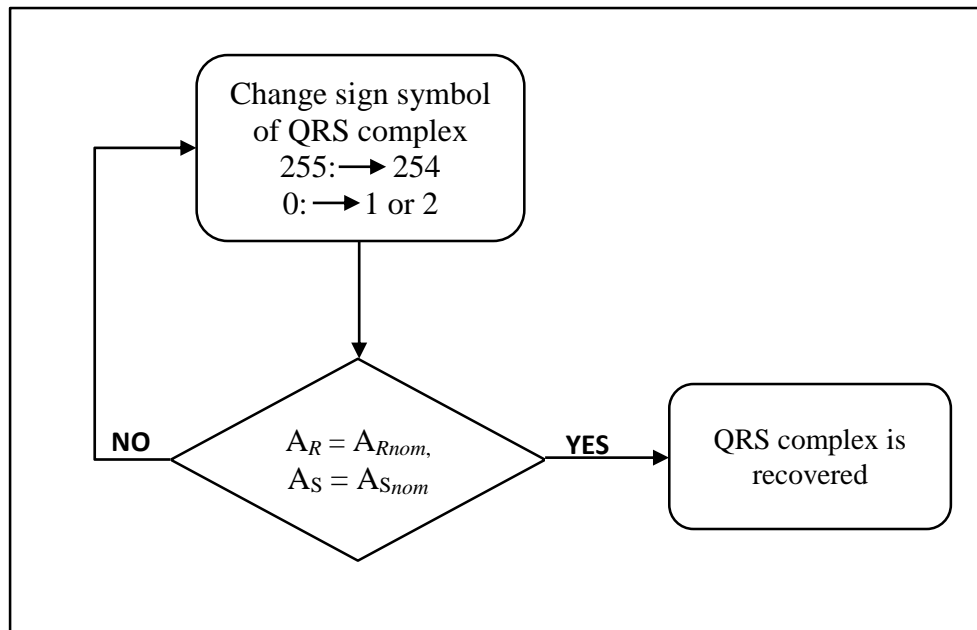 Change sign symbol
of QRS complex
255: → 254
0: → 1 or 2
NO
A_R = A_Rnom,
A_S = A_Snom
YES
QRS complex is
recovered